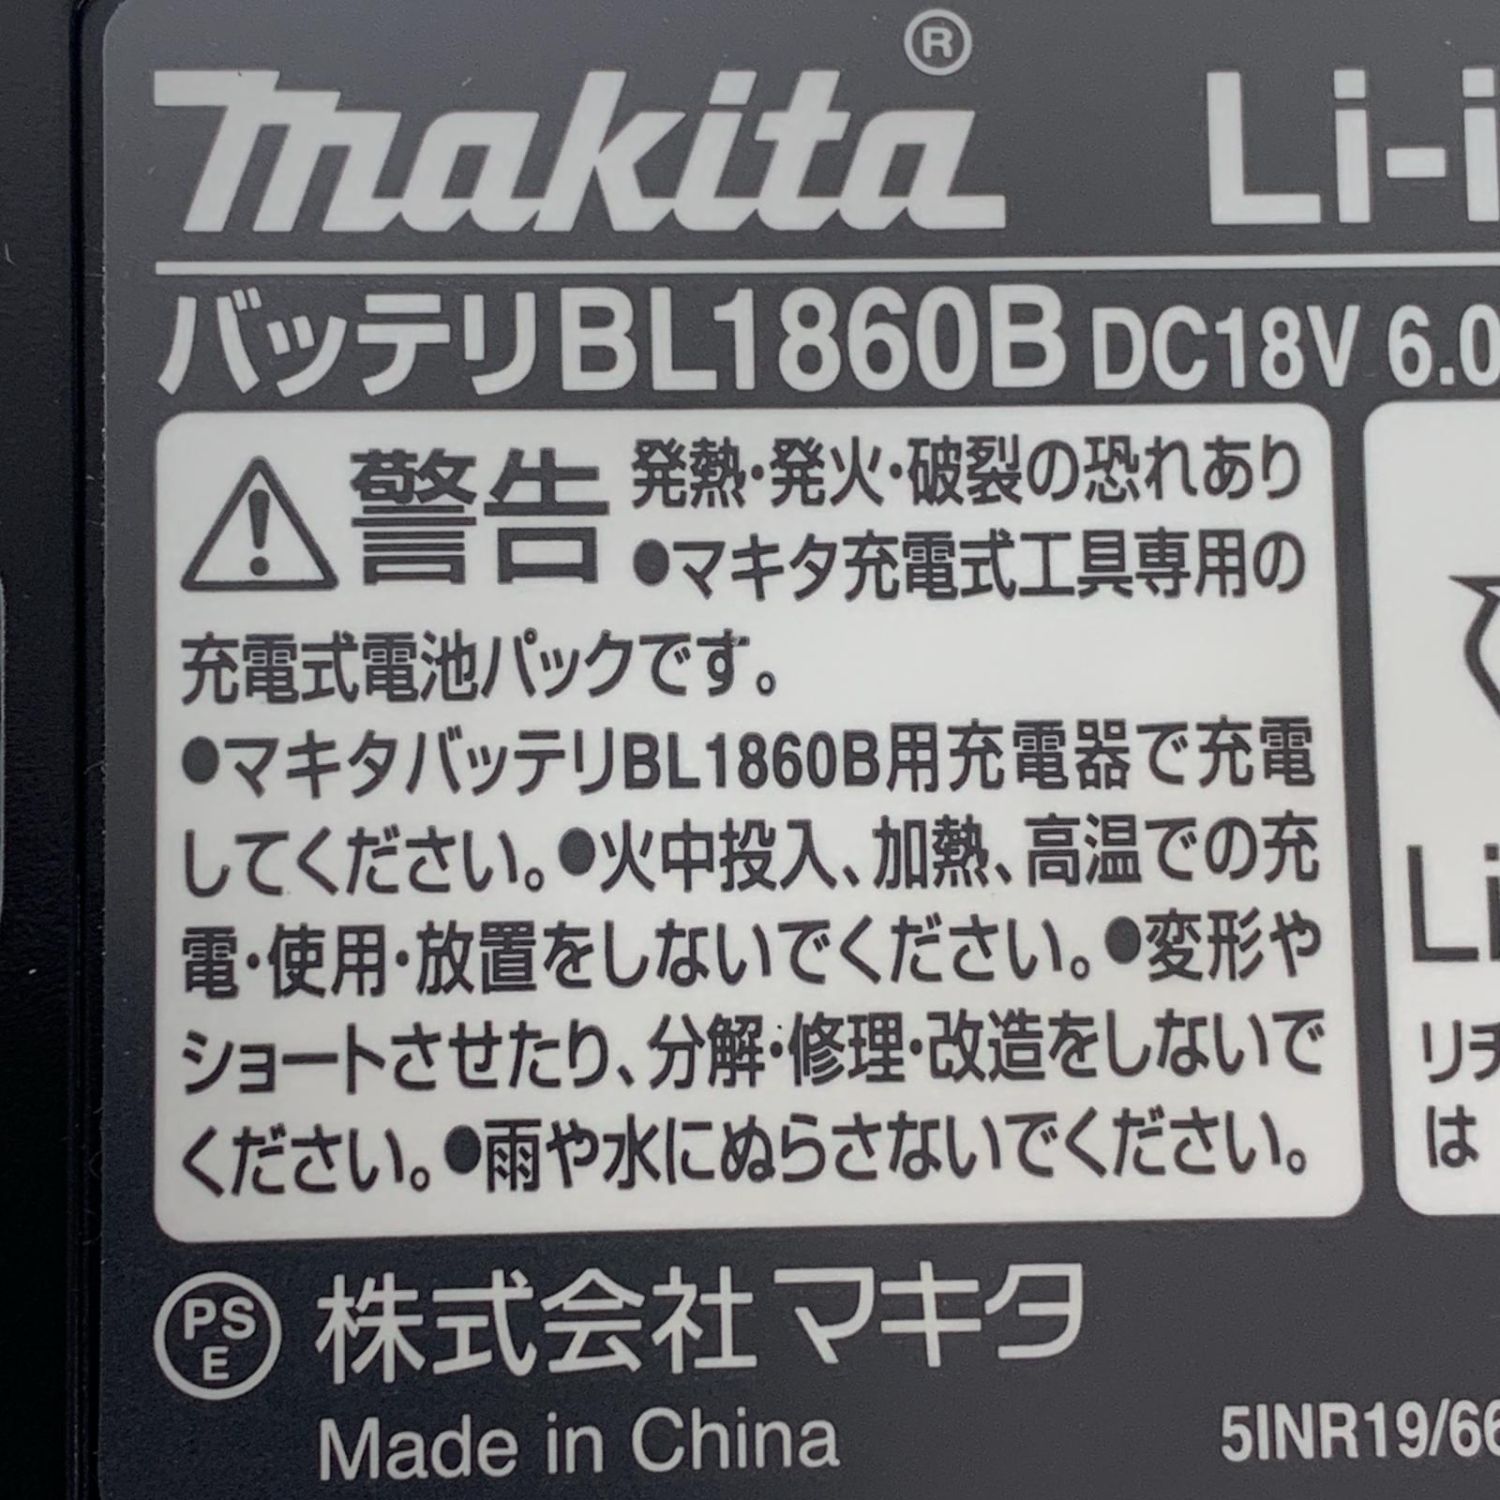 makita® Li-i
バッテリBL1860B DC18V 6.0
警告 発熱・発火・破裂の恐れあり
●マキタ充電式工具専用の
充電式電池パックです。
●マキタバッテリBL1860B用充電器で充電
してください。●火中投入、加熱、高温での充
電・使用・放置をしないでください。●変形や
ショートさせたり、分解・修理・改造をしないで
ください。●雨や水にぬらさないでください。
Li
リチ
は
PS
E
株式会社マキタ
Made in China
5INR19/66